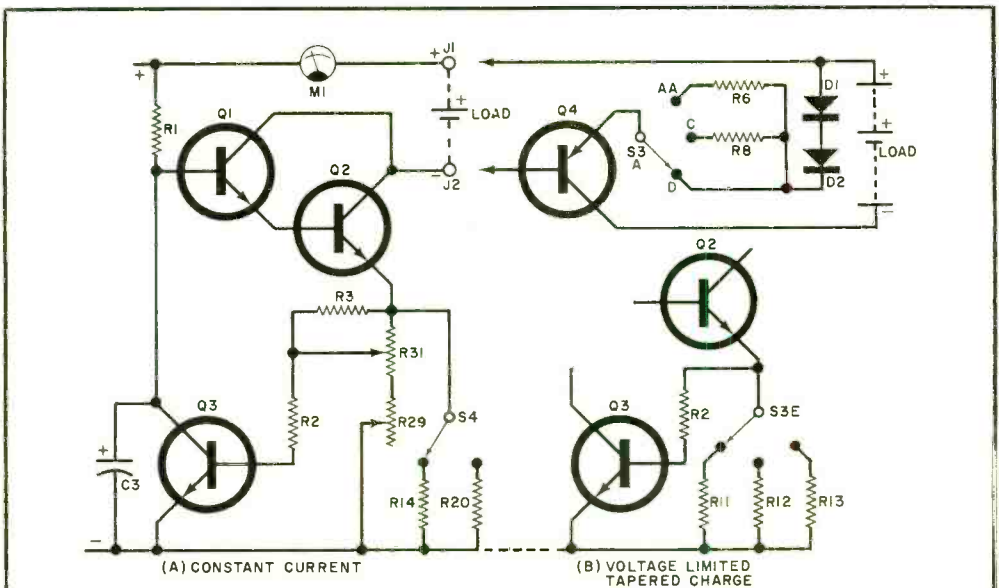 +
J1
+
M1
R1
Q1
Q2
+
LOAD
-
J2
R3
R31
R2
R29
S4
Q3
+
C3
R14
R20
-
(A) CONSTANT CURRENT
Q4
AA
R6
C
R8
S3
A
D
D1
D2
+
+
LOAD
-
Q2
Q3
R2
S3E
R11
R12
R13
(B) VOLTAGE LIMITED
TAPERED CHARGE